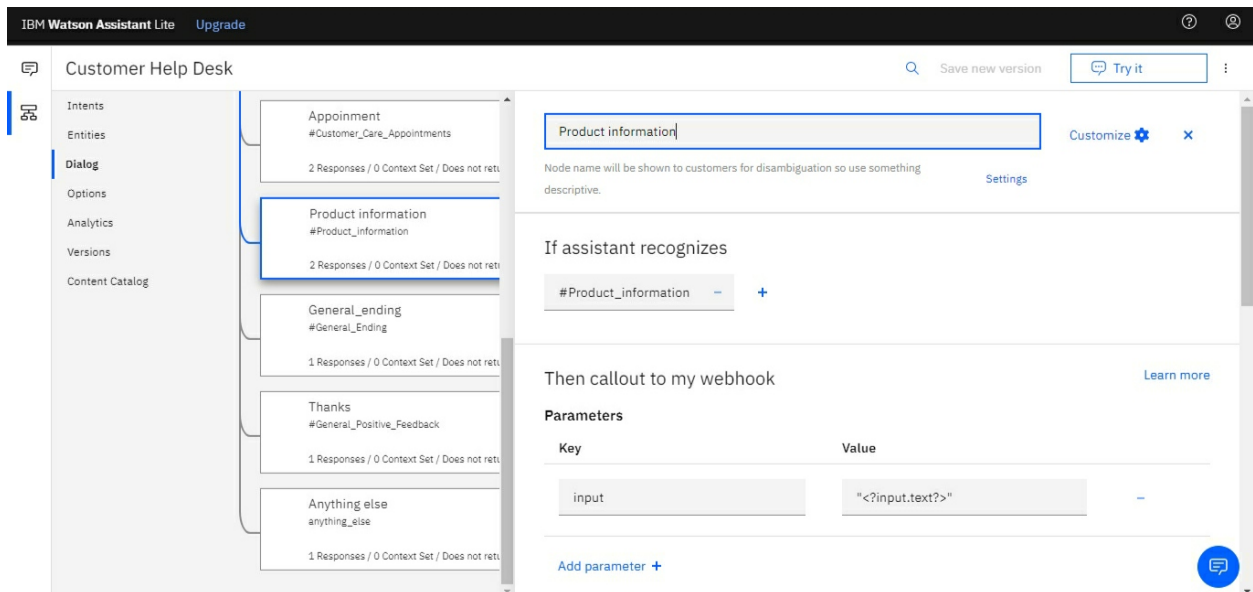 IBM Watson Assistant Lite Upgrade
Customer Help Desk
Save new version
Try it
Intents
Entities
Dialog
Options
Analytics
Versions
Content Catalog
Appoinment
#Customer_Care_Appointments
2 Responses / 0 Context Set / Does not retu
Product information
#Product_information
2 Responses / 0 Context Set / Does not retu
General_ending
#General_Ending
1 Responses / 0 Context Set / Does not retu
Thanks
#General_Positive_Feedback
1 Responses / 0 Context Set / Does not retu
Anything else
anything_else
1 Responses / 0 Context Set / Does not retu
Product information
Customize
Node name will be shown to customers for disambiguation so use something
descriptive.
Settings
If assistant recognizes
#Product_information
Then callout to my webhook
Learn more
Parameters
Key Value
input "<?input.text?>"
Add parameter +